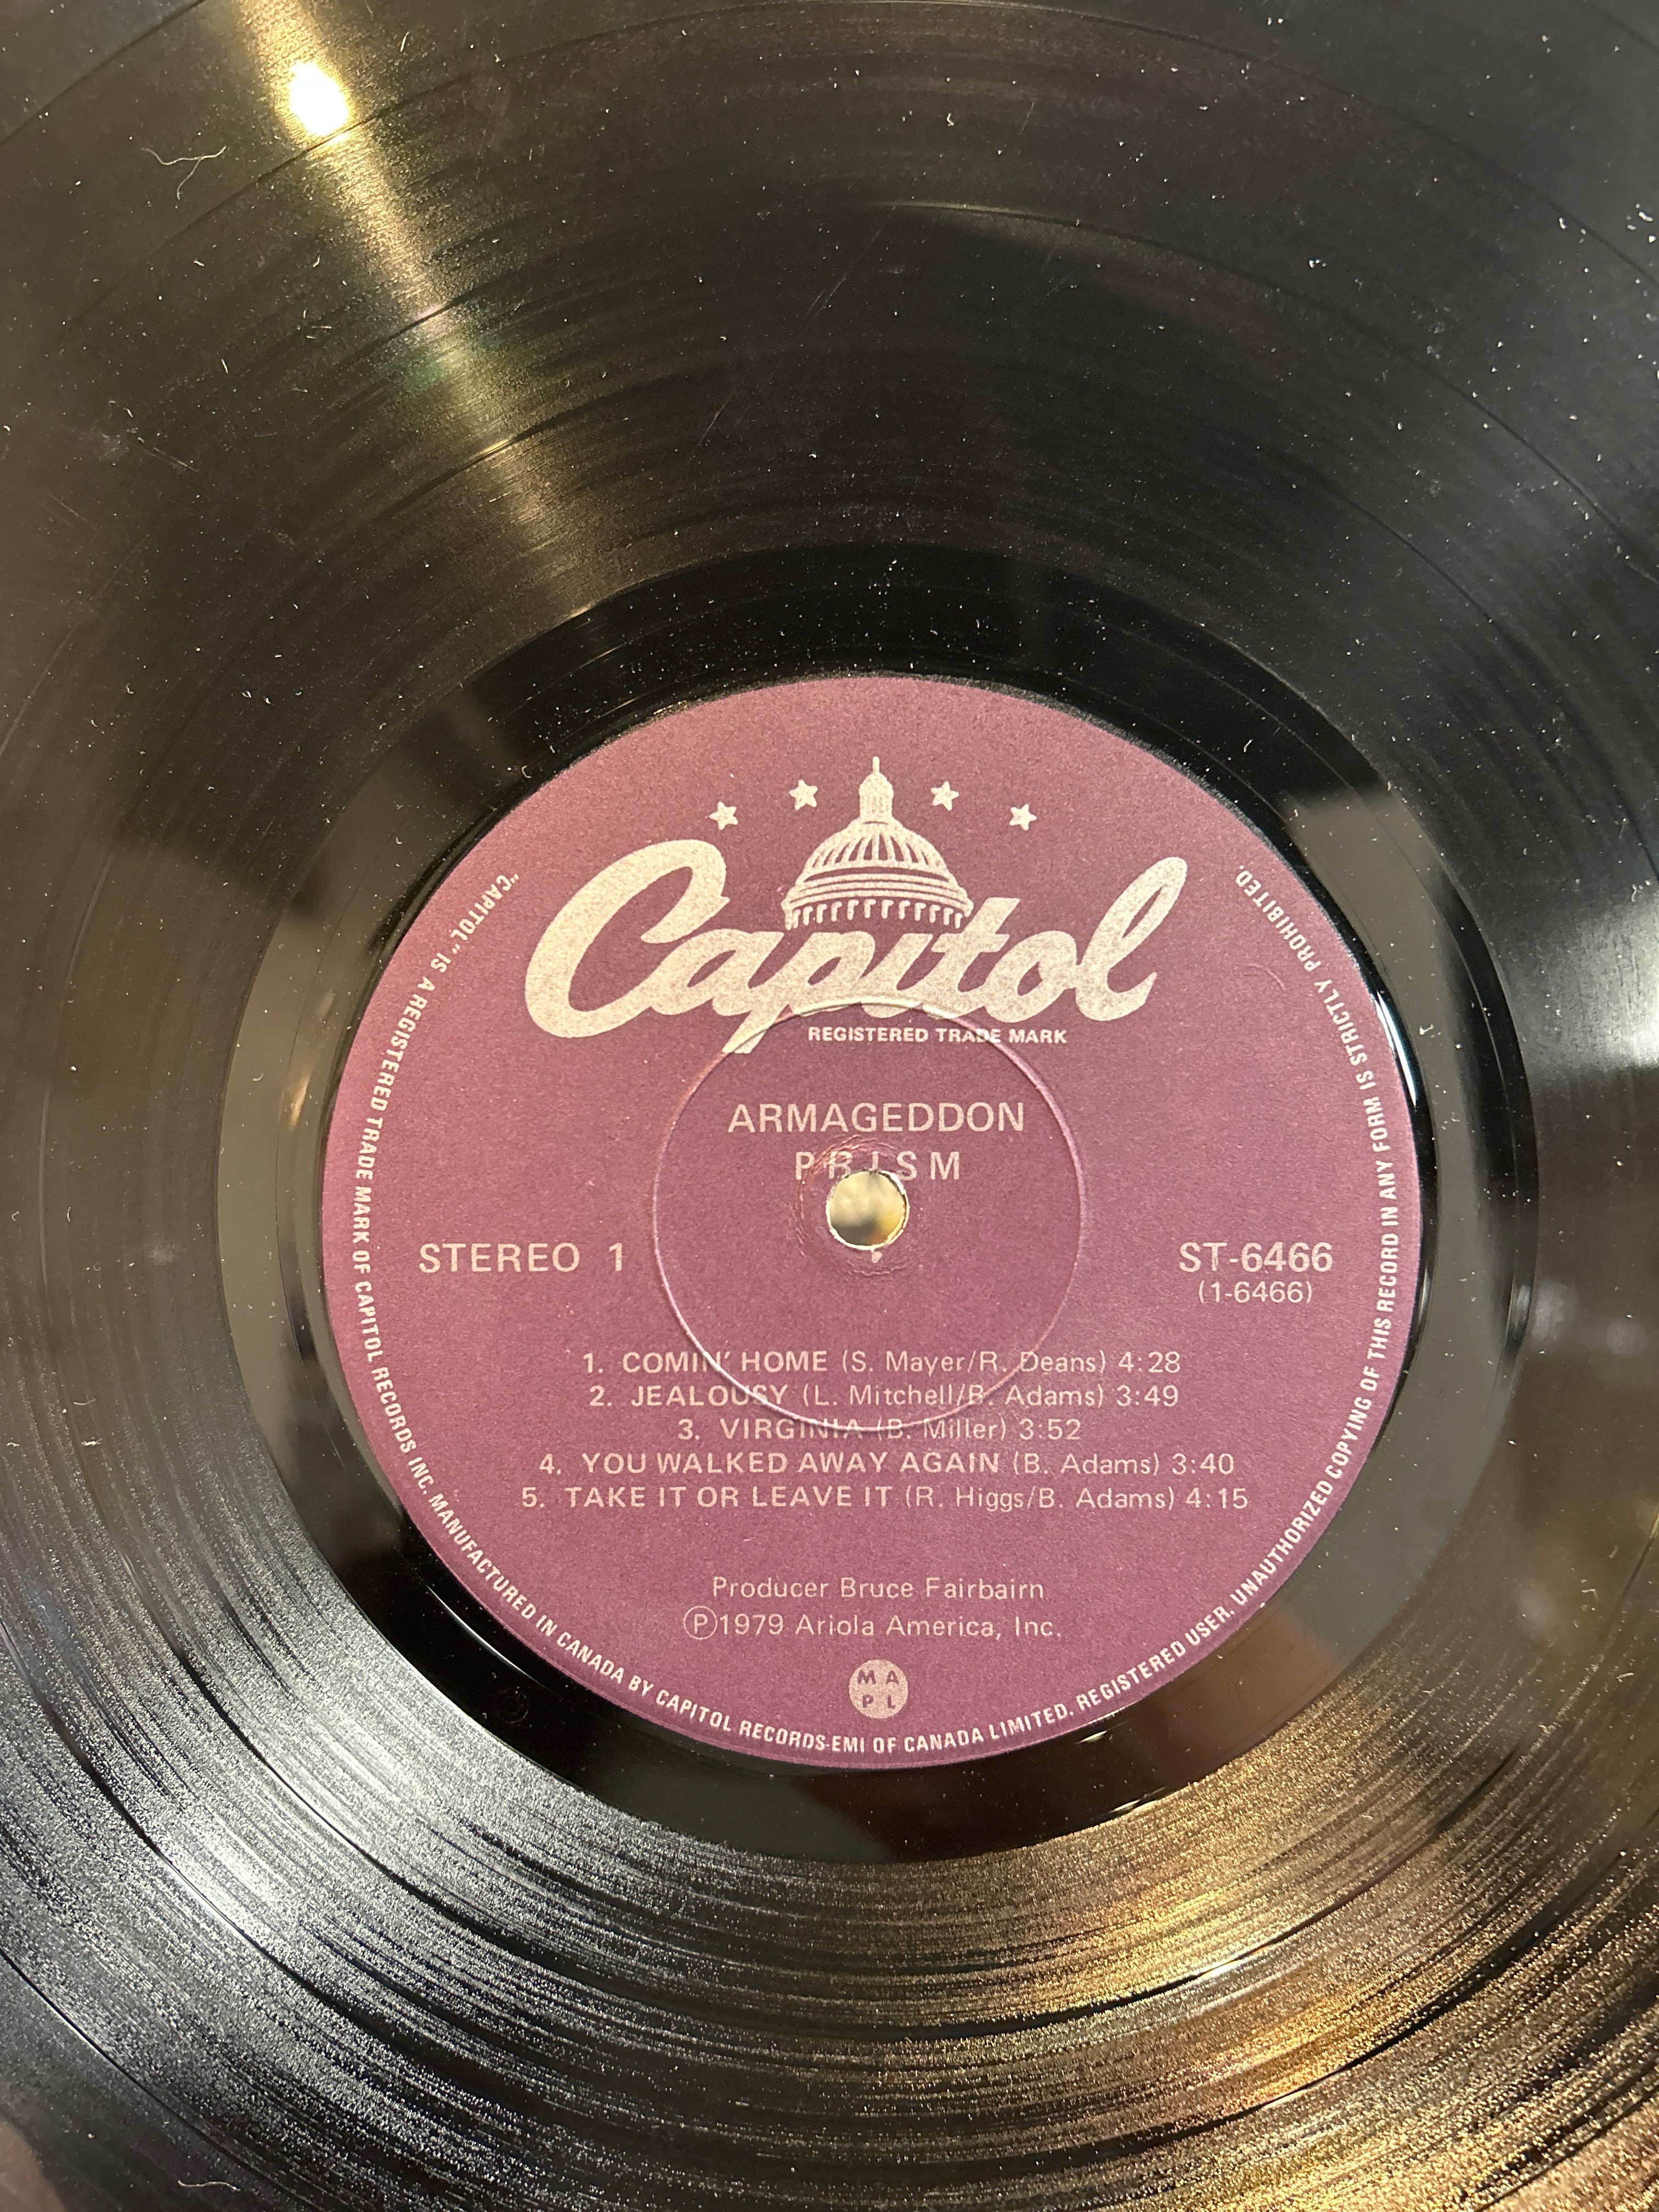 Capitol
REGISTERED TRADE MARK
ARMAGEDDON
PRISM
STEREO 1
ST-6466
(1-6466)
1. COMIN' HOME (S. Mayer/R. Deans) 4:28
2. JEALOUSY (L. Mitchell/B. Adams) 3:49
3. VIRGINIA (B. Miller) 3:52
4. YOU WALKED AWAY AGAIN (B. Adams) 3:40
5. TAKE IT OR LEAVE IT (R. Higgs/B. Adams) 4:15
Producer Bruce Fairbairn
Ⓟ1979 Ariola America, Inc.
M A
P L
"CAPITOL" IS A REGISTERED TRADE MARK OF CAPITOL RECORDS INC. MANUFACTURED IN CANADA BY CAPITOL RECORDS-EMI OF CANADA LIMITED. REGISTERED USER. UNAUTHORIZED COPYING OF THIS RECORD IN ANY FORM IS STRICTLY PROHIBITED.